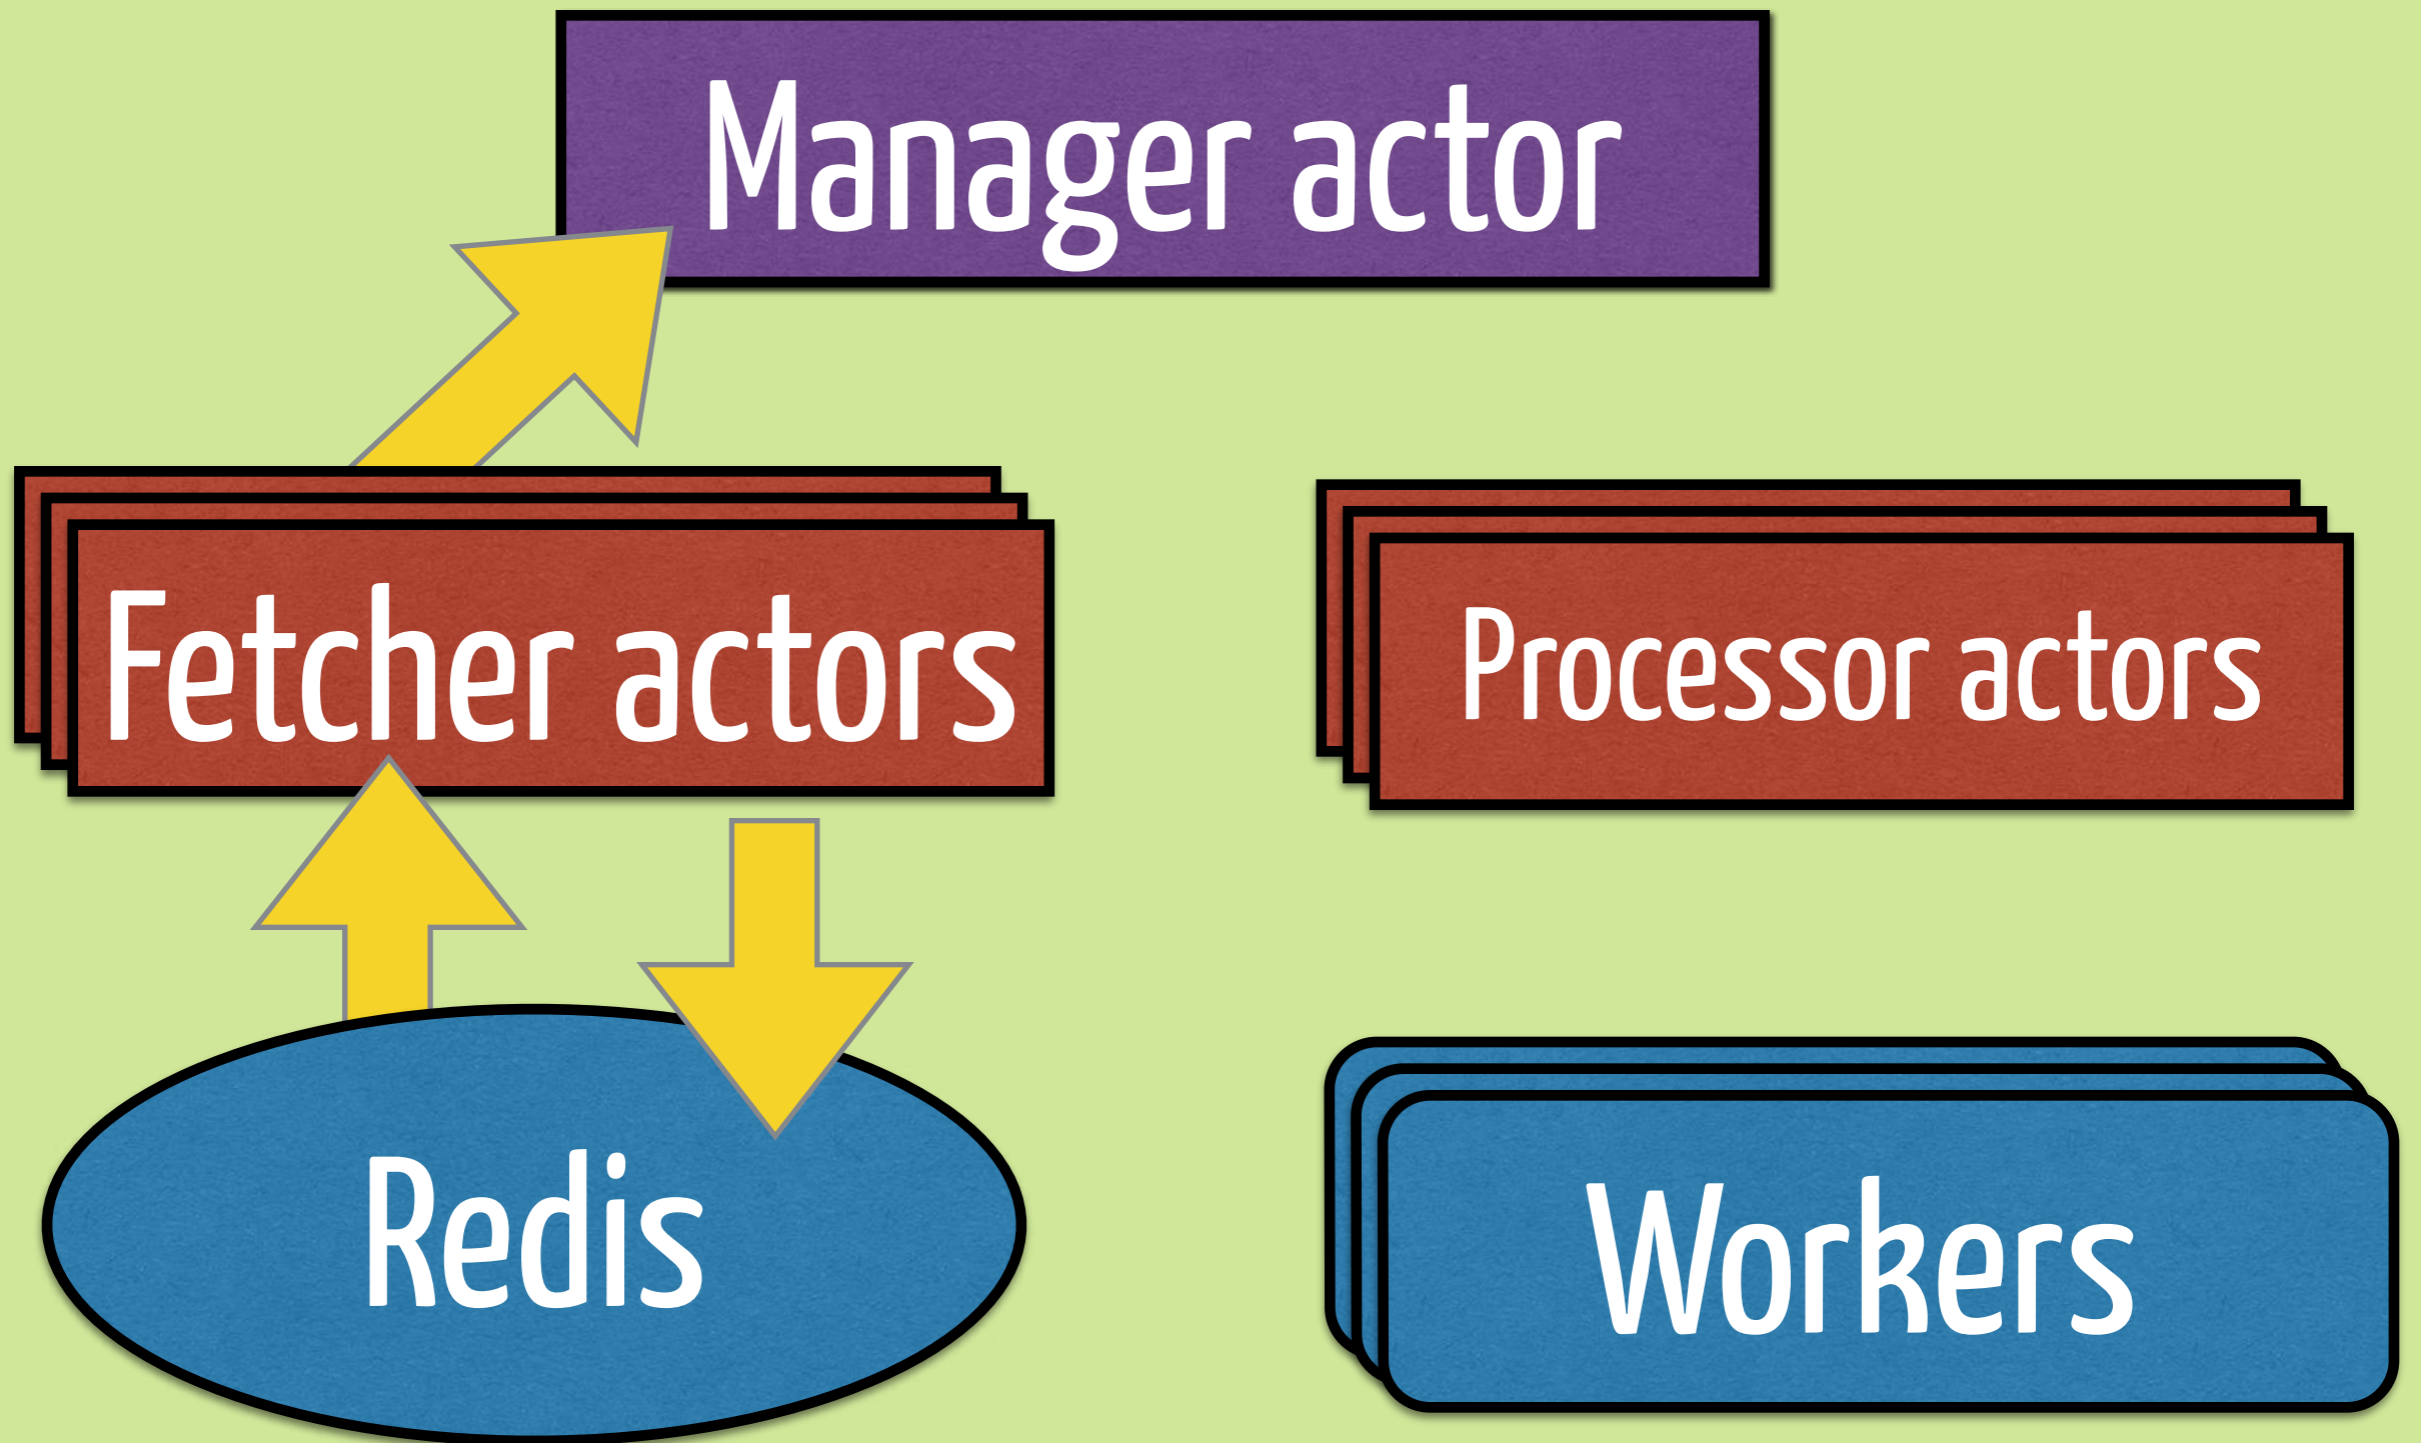 Manager actor
Fetcher actors
Processor actors
Redis
Workers